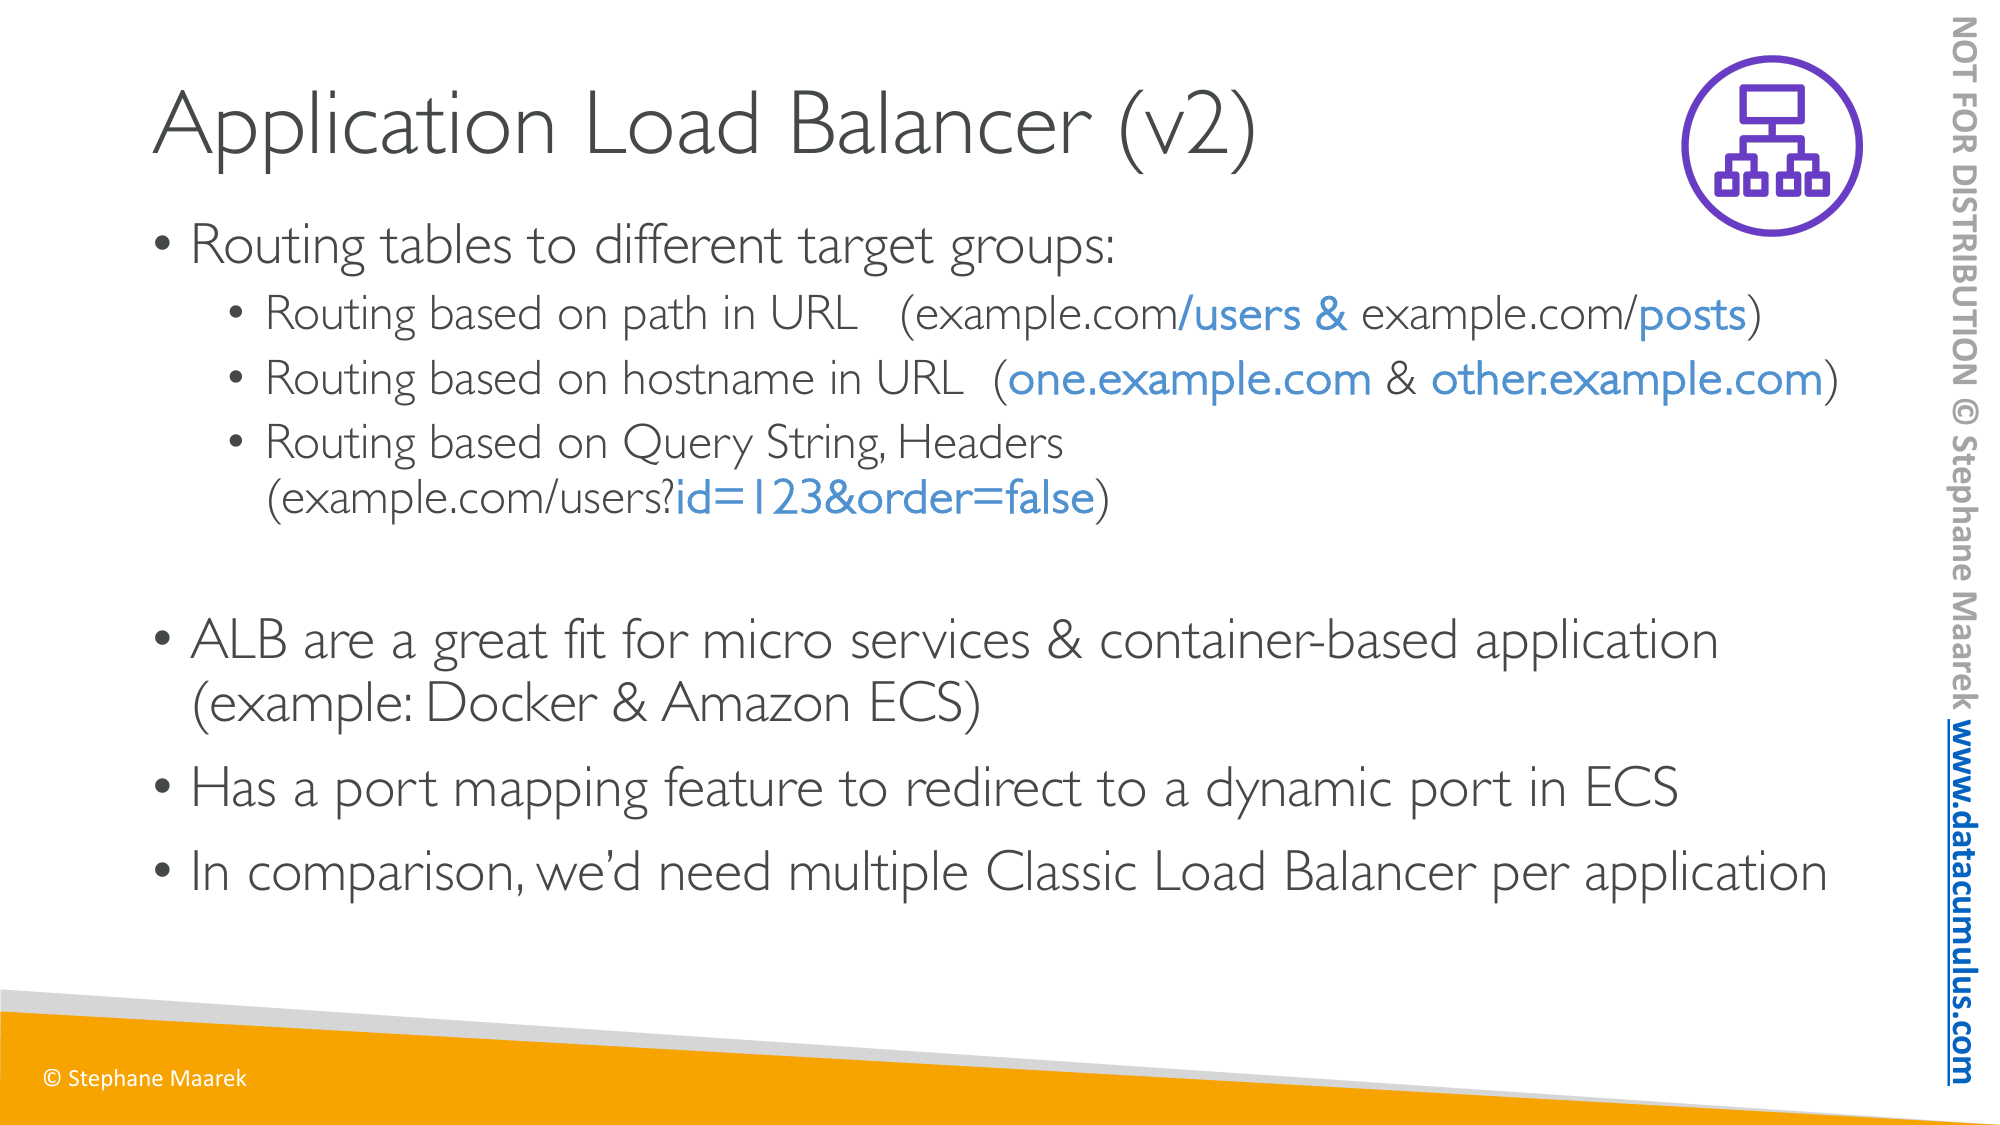 Application Load Balancer (v2)
• Routing tables to different target groups:
• Routing based on path in URL (example.com/users & example.com/posts)
• Routing based on hostname in URL (one.example.com & other.example.com)
• Routing based on Query String, Headers
(example.com/users?id=123&order=false)
• ALB are a great fit for micro services & container-based application
(example: Docker & Amazon ECS)
• Has a port mapping feature to redirect to a dynamic port in ECS
• In comparison, we’d need multiple Classic Load Balancer per application
© Stephane Maarek
NOT FOR DISTRIBUTION © Stephane Maarek www.datacumulus.com